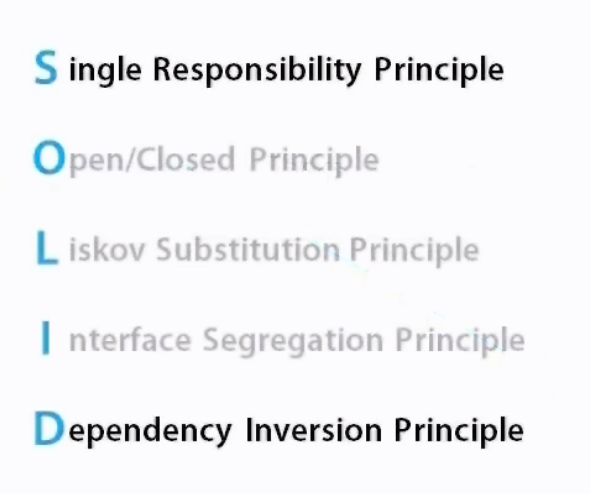 Single Responsibility Principle
Open/Closed Principle
Liskov Substitution Principle
Interface Segregation Principle
Dependency Inversion Principle